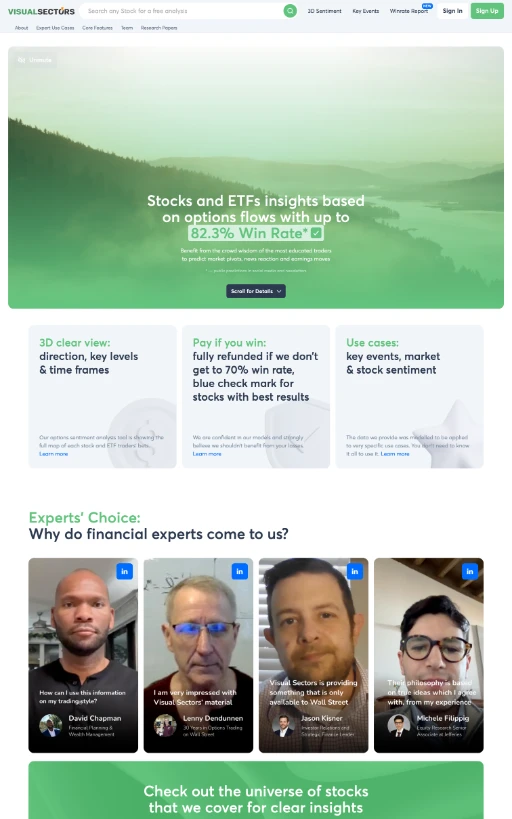 VISUALSECTORS
Search any Stock for a free analysis
3D Sentiment
Key Events
Winrate Report
NEW
Sign In
Sign Up
About
Expert Use Cases
Core Features
Team
Research Papers
Unmute
Stocks and ETFs insights based
on options flows with up to
82.3% Win Rate*
Benefit from the crowd wisdom of the most educated traders
to predict market pivots, news reaction and earnings moves
Scroll for Details
3D clear view:
direction, key levels
& time frames
Our options sentiment analysis tool is showing the
full map of each stock and ETF traders' bets.
Learn more
Pay if you win:
fully refunded if we don't
get to 70% win rate,
blue check mark for
stocks with best results
We are confident in our models and strongly
believe we shouldn't benefit from your losses.
Learn more
Use cases:
key events, market
& stock sentiment
The data we provide was modelled to be applied
to very specific use cases. You don't need to know
it all to use it. Learn more
Experts' Choice:
Why do financial experts come to us?
in
in
in
in
How can I use this information
on my trading style?
David Chapman
Financial Planning &
Wealth Management
I am very impressed with
Visual Sectors' material
Lenny Dendunnen
30 Years in Options Trading
on Wall Street
Visual Sectors is providing
something that is only
available to Wall Street
Jason Kisner
Investor Relations and
Strategic Finance Leader
Their philosophy is based
on true ideas which I agree
with, from my experience
Michele Filippig
Equity Research Senior
Associate at Jefferies
Check out the universe of stocks
that we cover for clear insights